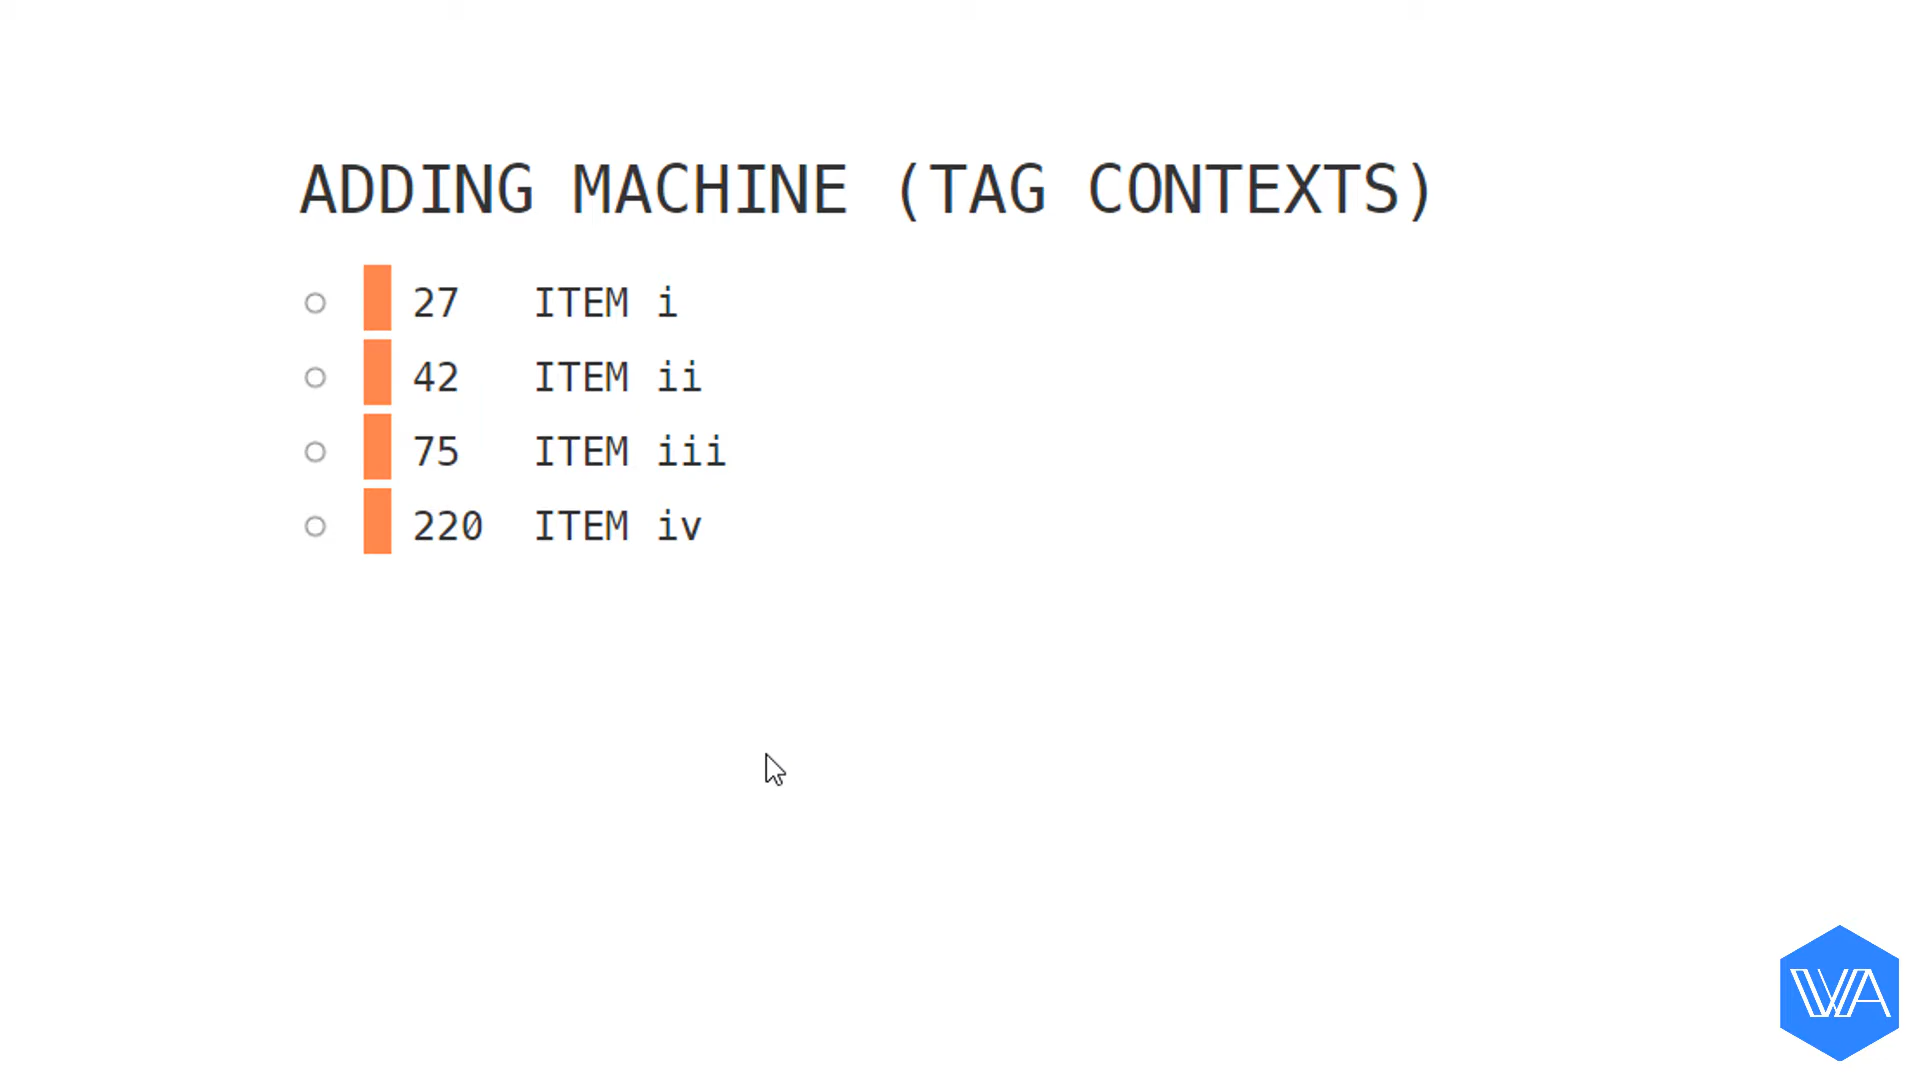 ADDING MACHINE (TAG CONTEXTS)
27 ITEM i
42 ITEM ii
75 ITEM iii
220 ITEM iv
WA